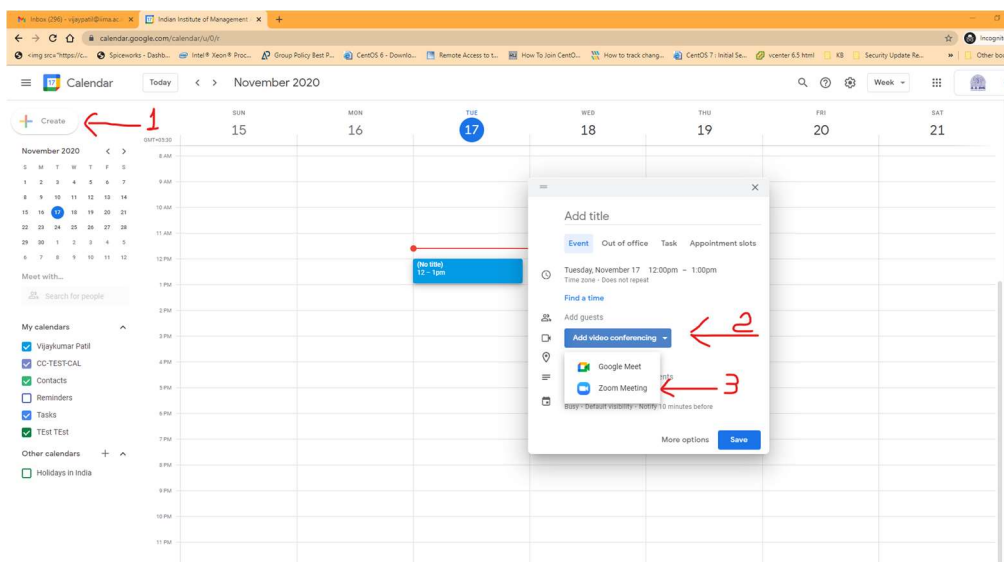 Inbox (296) - vijaypatil@iima.ac.i
Indian Institute of Management
calendar.google.com/calendar/u/0/r
Incognit
<img src="https://c...
Spiceworks - Dashb...
Intel® Xeon® Proc...
Group Policy Best P...
CentOS 6 - Downlo...
Remote Access to t...
How To Join CentO...
How to track chang...
CentOS 7 : Initial Se...
vcenter 6.5 html
KB
Security Update Re...
Other bo
17 Calendar
Today
November 2020
Week
Create
1
SUN MON TUE WED THU FRI SAT
15 16 17 18 19 20 21
GMT+05:30
November 2020
S M T W T F S
1 2 3 4 5 6 7
8 9 10 11 12 13 14
15 16 17 18 19 20 21
22 23 24 25 26 27 28
29 30 1 2 3 4 5
6 7 8 9 10 11 12
Meet with...
Search for people
My calendars
Vijaykumar Patil
CC-TEST-CAL
Contacts
Reminders
Tasks
TEst TEst
Other calendars
Holidays in India
8 AM
9 AM
10 AM
11 AM
12 PM
1 PM
2 PM
3 PM
4 PM
5 PM
6 PM
7 PM
8 PM
9 PM
10 PM
11 PM
(No title)
12 – 1pm
Add title
Event Out of office Task Appointment slots
Tuesday, November 17 12:00pm – 1:00pm
Time zone · Does not repeat
Find a time
Add guests
Add video conferencing
2
Google Meet
Zoom Meeting
3
Busy · Default visibility · Notify 10 minutes before
More options
Save